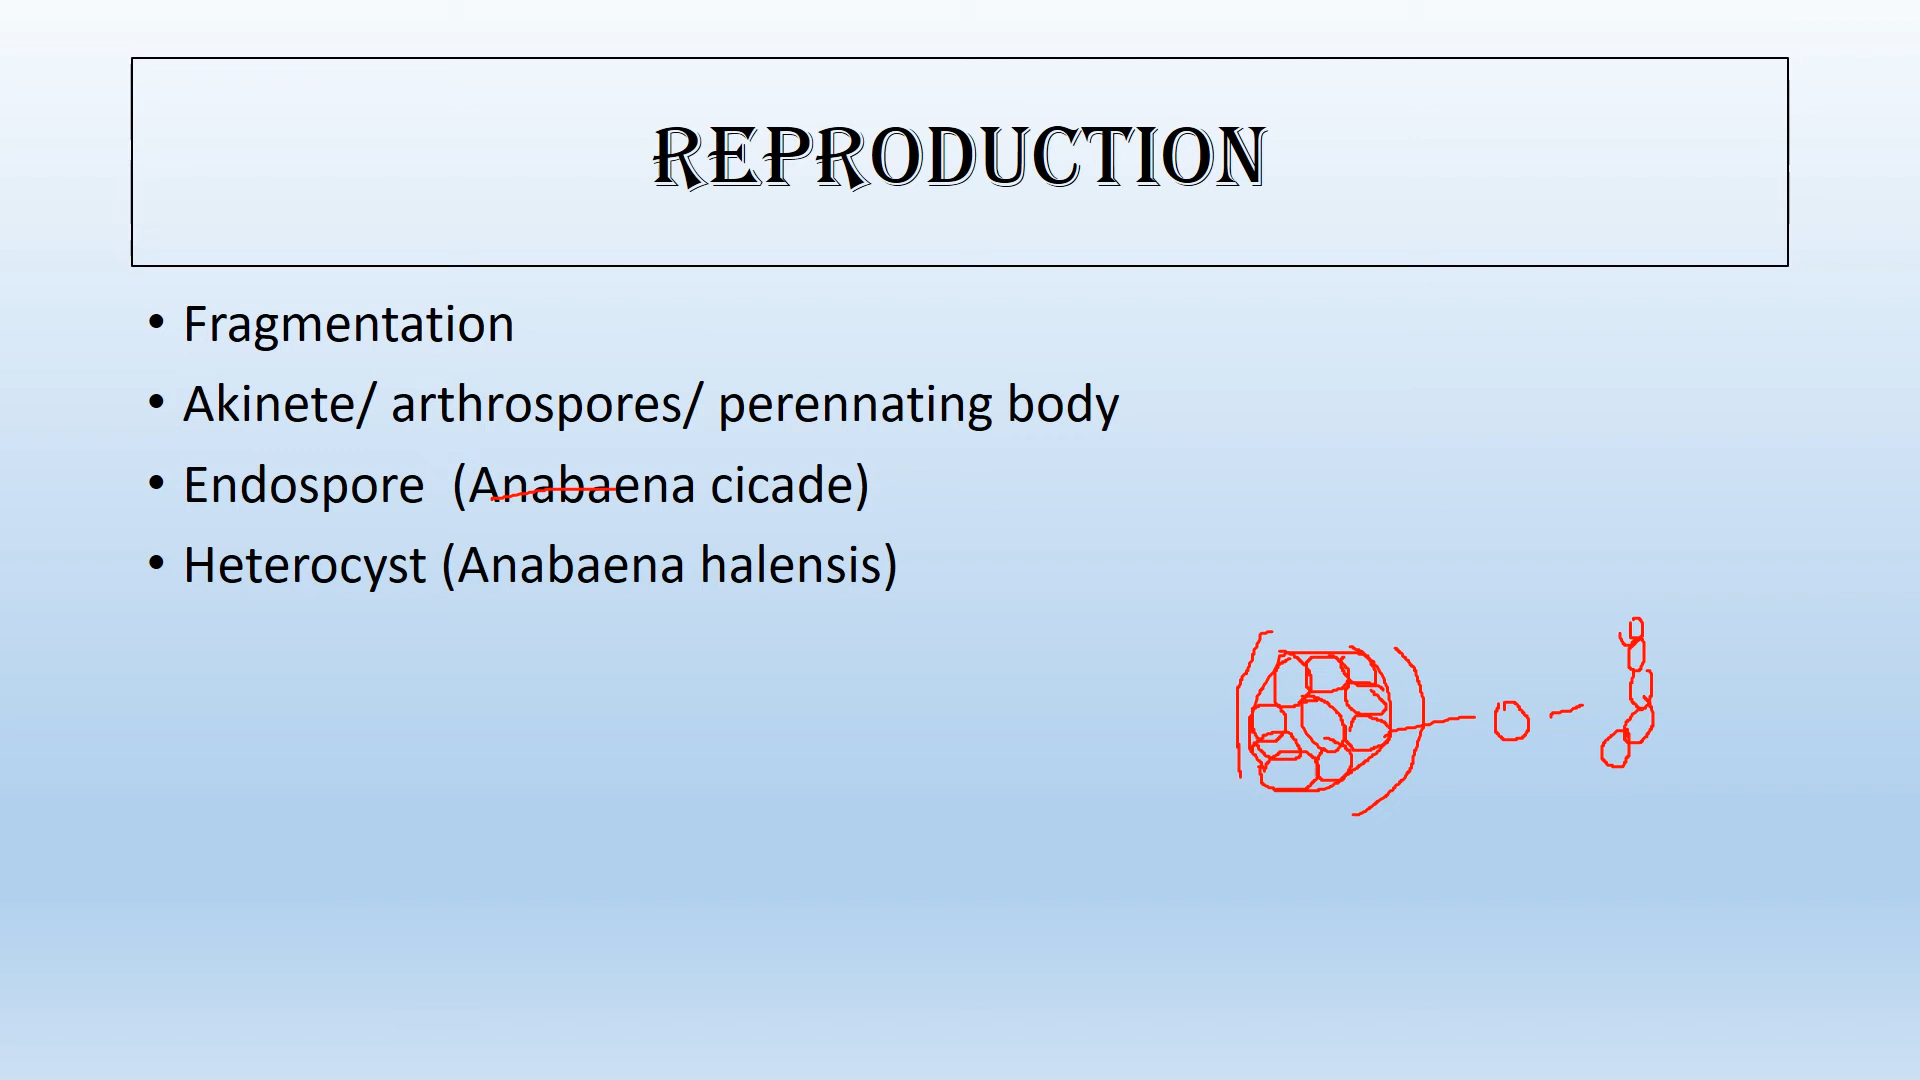 REPRODUCTION
• Fragmentation
• Akinete/ arthrospores/ perennating body
• Endospore (Anabaena cicade)
• Heterocyst (Anabaena halensis)